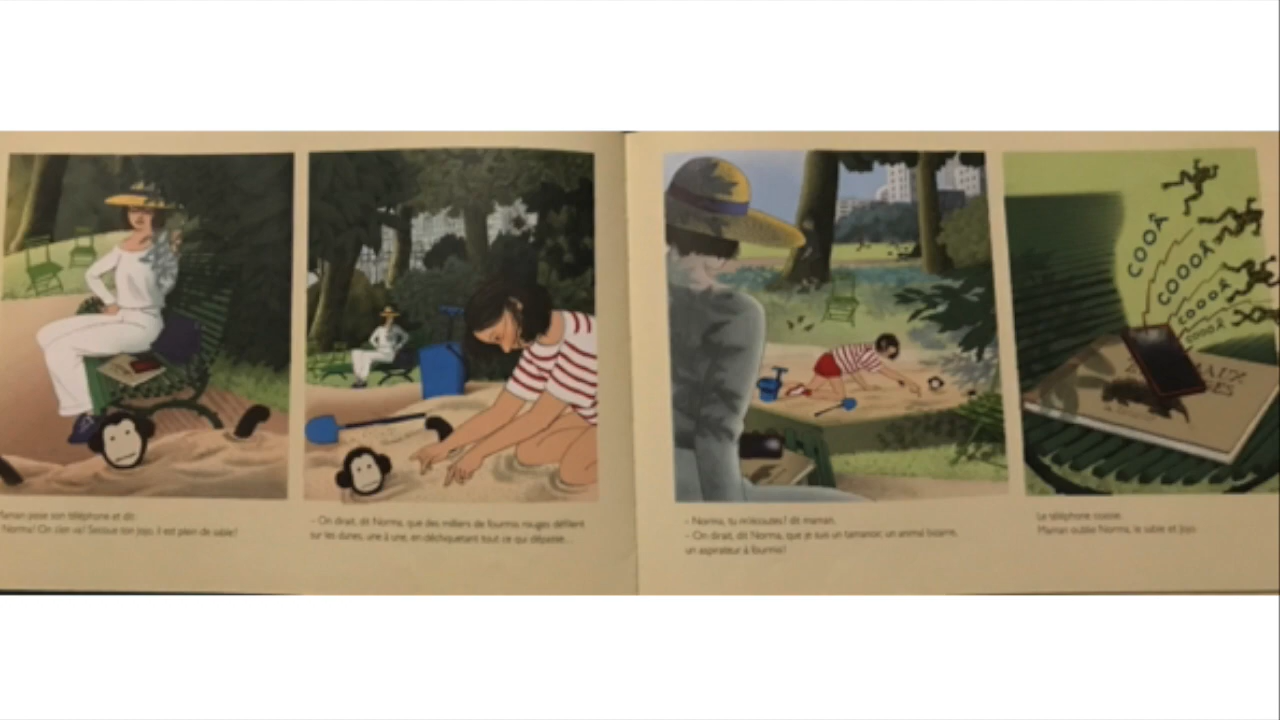 Maman pose son téléphone et dit:
Norma! On s'en va! Secoue ton Jojo, il est plein de sable!
- On dirait, dit Norma, que des milliers de fourmis rouges défilent
sur les dunes, une à une, en déchiquetant tout ce qui dépasse...
- Norma, tu m'écoutes? dit maman.
- On dirait, dit Norma, que je suis un tamanoir, un animal bizarre,
un aspirateur à fourmis!
COOÂ
COOOÂ
COOOÂ
COOOÂ
Le téléphone coasse.
Maman oublie Norma, le sable et Jojo.